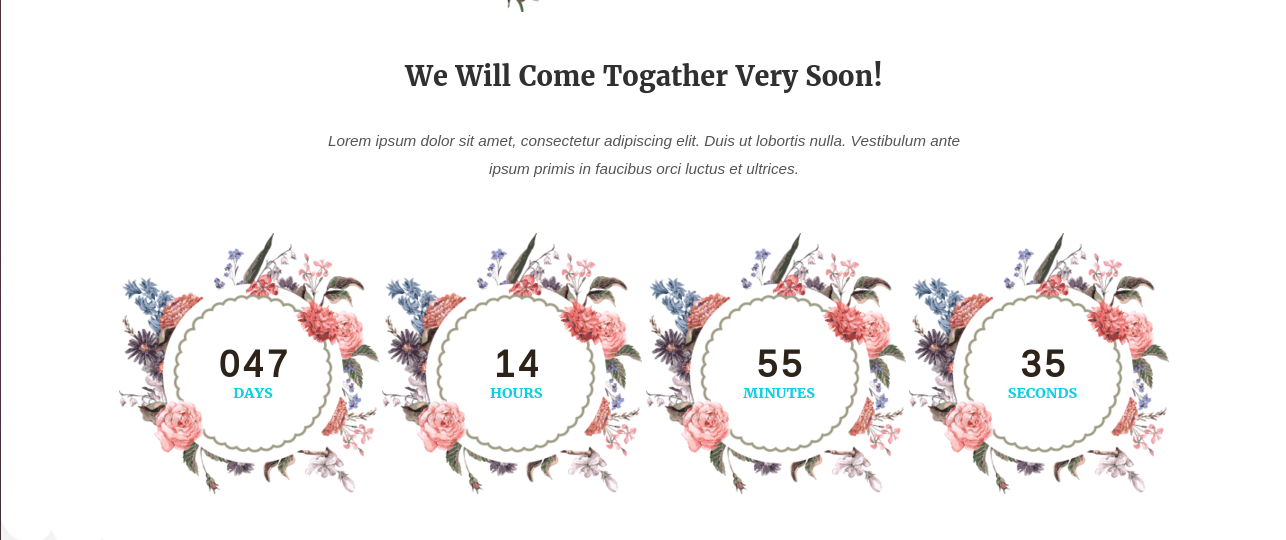 We Will Come Togather Very Soon!
Lorem ipsum dolor sit amet, consectetur adipiscing elit. Duis ut lobortis nulla. Vestibulum ante
ipsum primis in faucibus orci luctus et ultrices.
047 14 55 35
DAYS HOURS MINUTES SECONDS